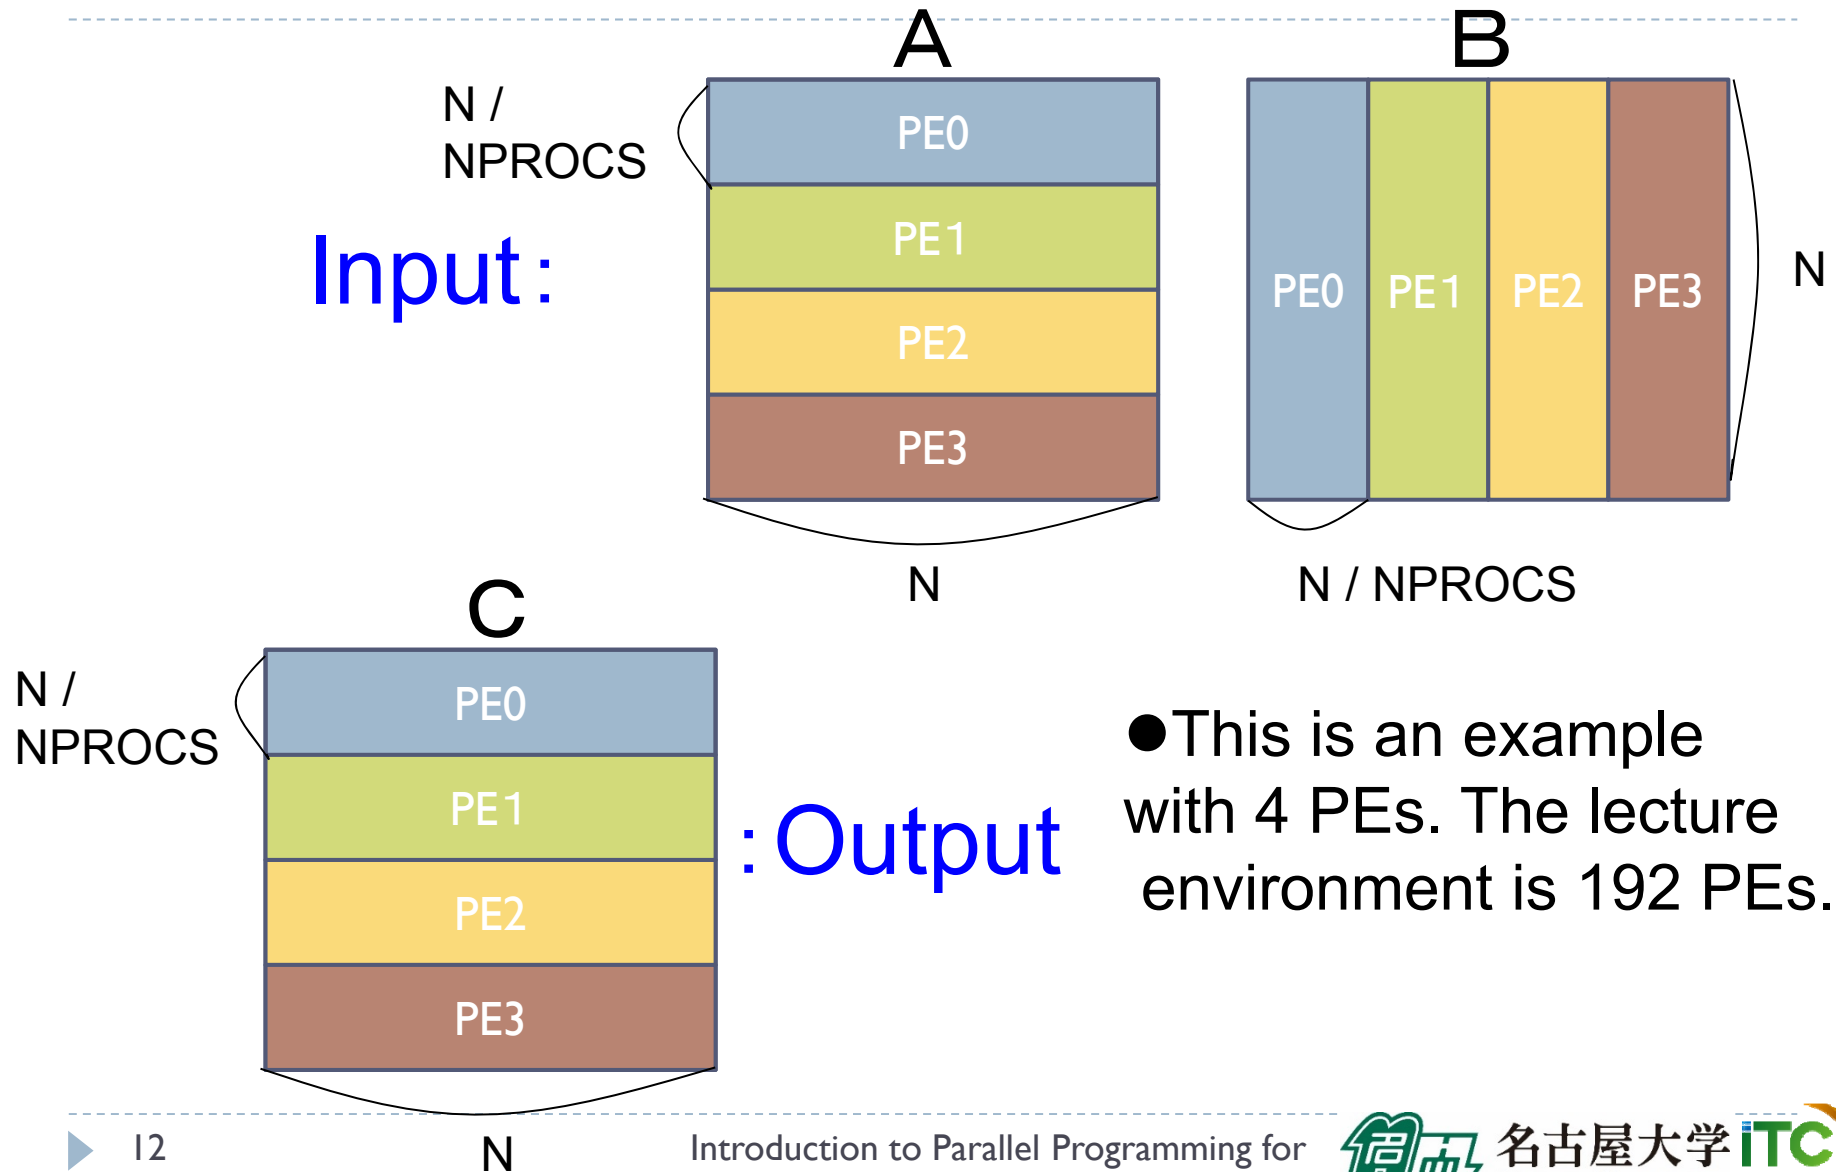 A
B
N /
NPROCS
PE0
PE1
PE2
PE3
Input:
PE0 PE1 PE2 PE3
N
N
N / NPROCS
C
N /
NPROCS
PE0
PE1
PE2
PE3
:Output
●This is an example
with 4 PEs. The lecture
environment is 192 PEs.
N
12
Introduction to Parallel Programming for
名古屋大学 iTC